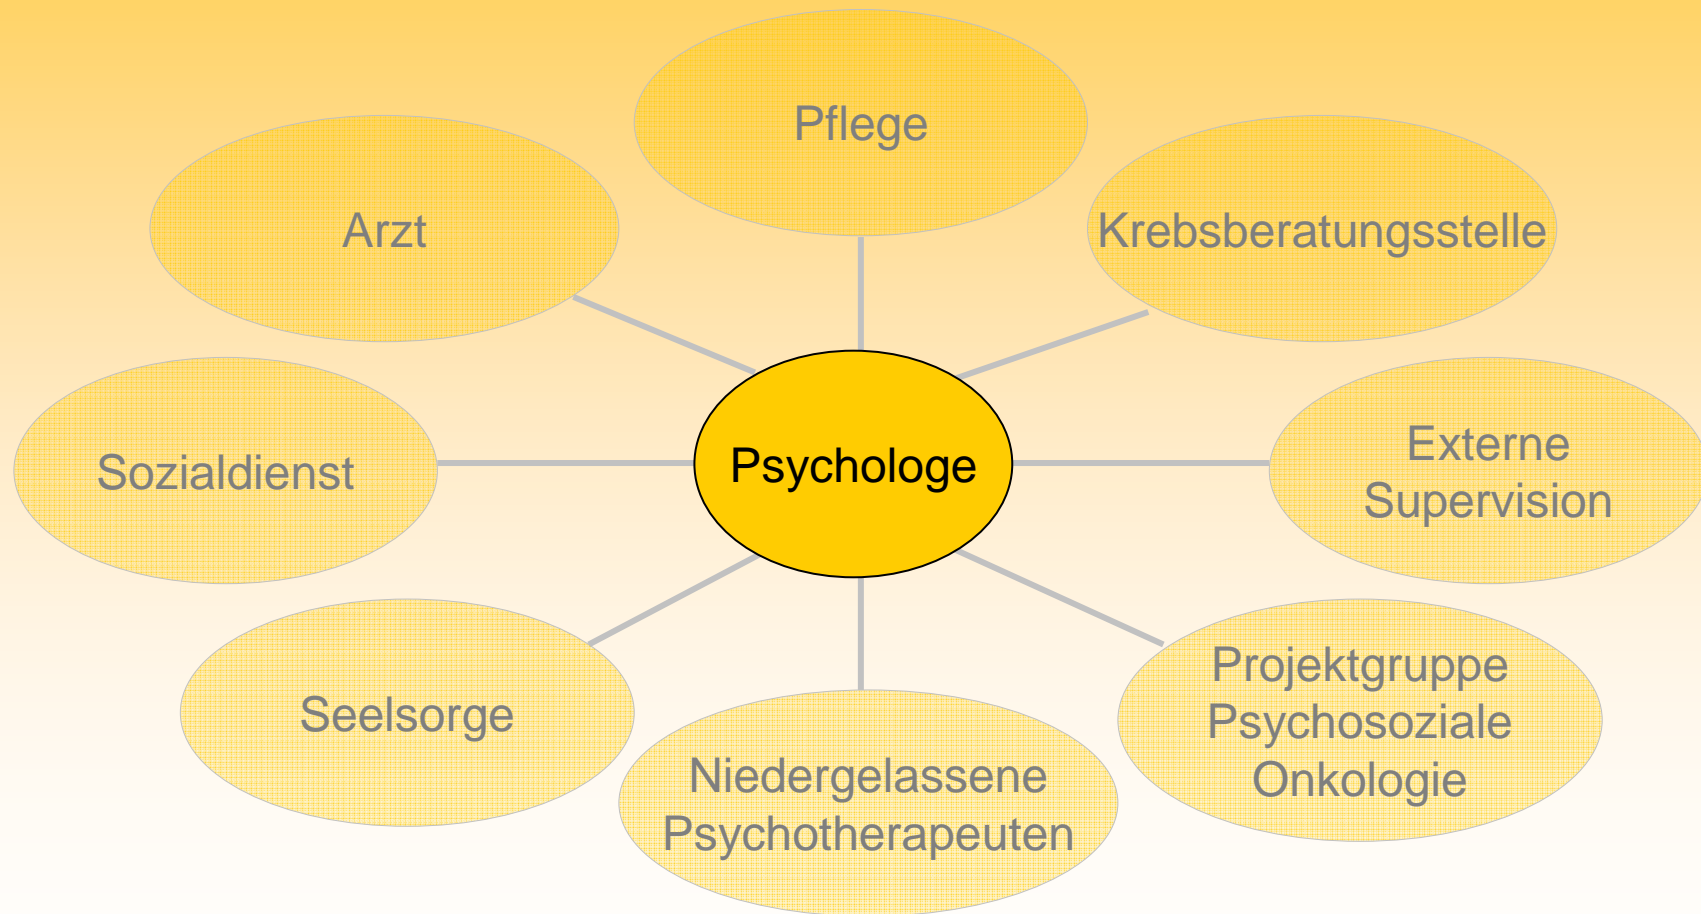 Pflege
Arzt
Krebsberatungsstelle
Psychologe
Sozialdienst
Externe
Supervision
Seelsorge
Projektgruppe
Psychosoziale
Onkologie
Niedergelassene
Psychotherapeuten